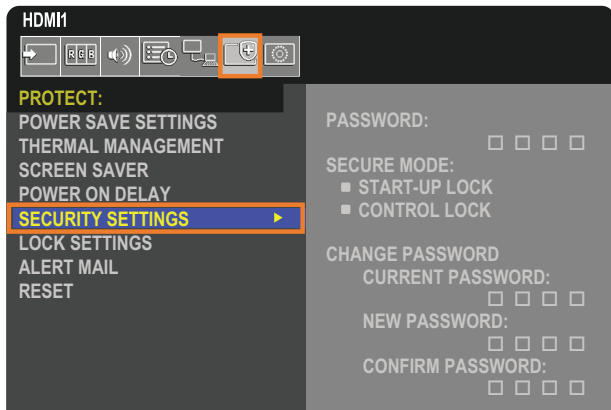 HDMI1
RGB
PROTECT:
POWER SAVE SETTINGS
THERMAL MANAGEMENT
SCREEN SAVER
POWER ON DELAY
SECURITY SETTINGS
LOCK SETTINGS
ALERT MAIL
RESET
PASSWORD:
SECURE MODE:
START-UP LOCK
CONTROL LOCK
CHANGE PASSWORD
CURRENT PASSWORD:
NEW PASSWORD:
CONFIRM PASSWORD: